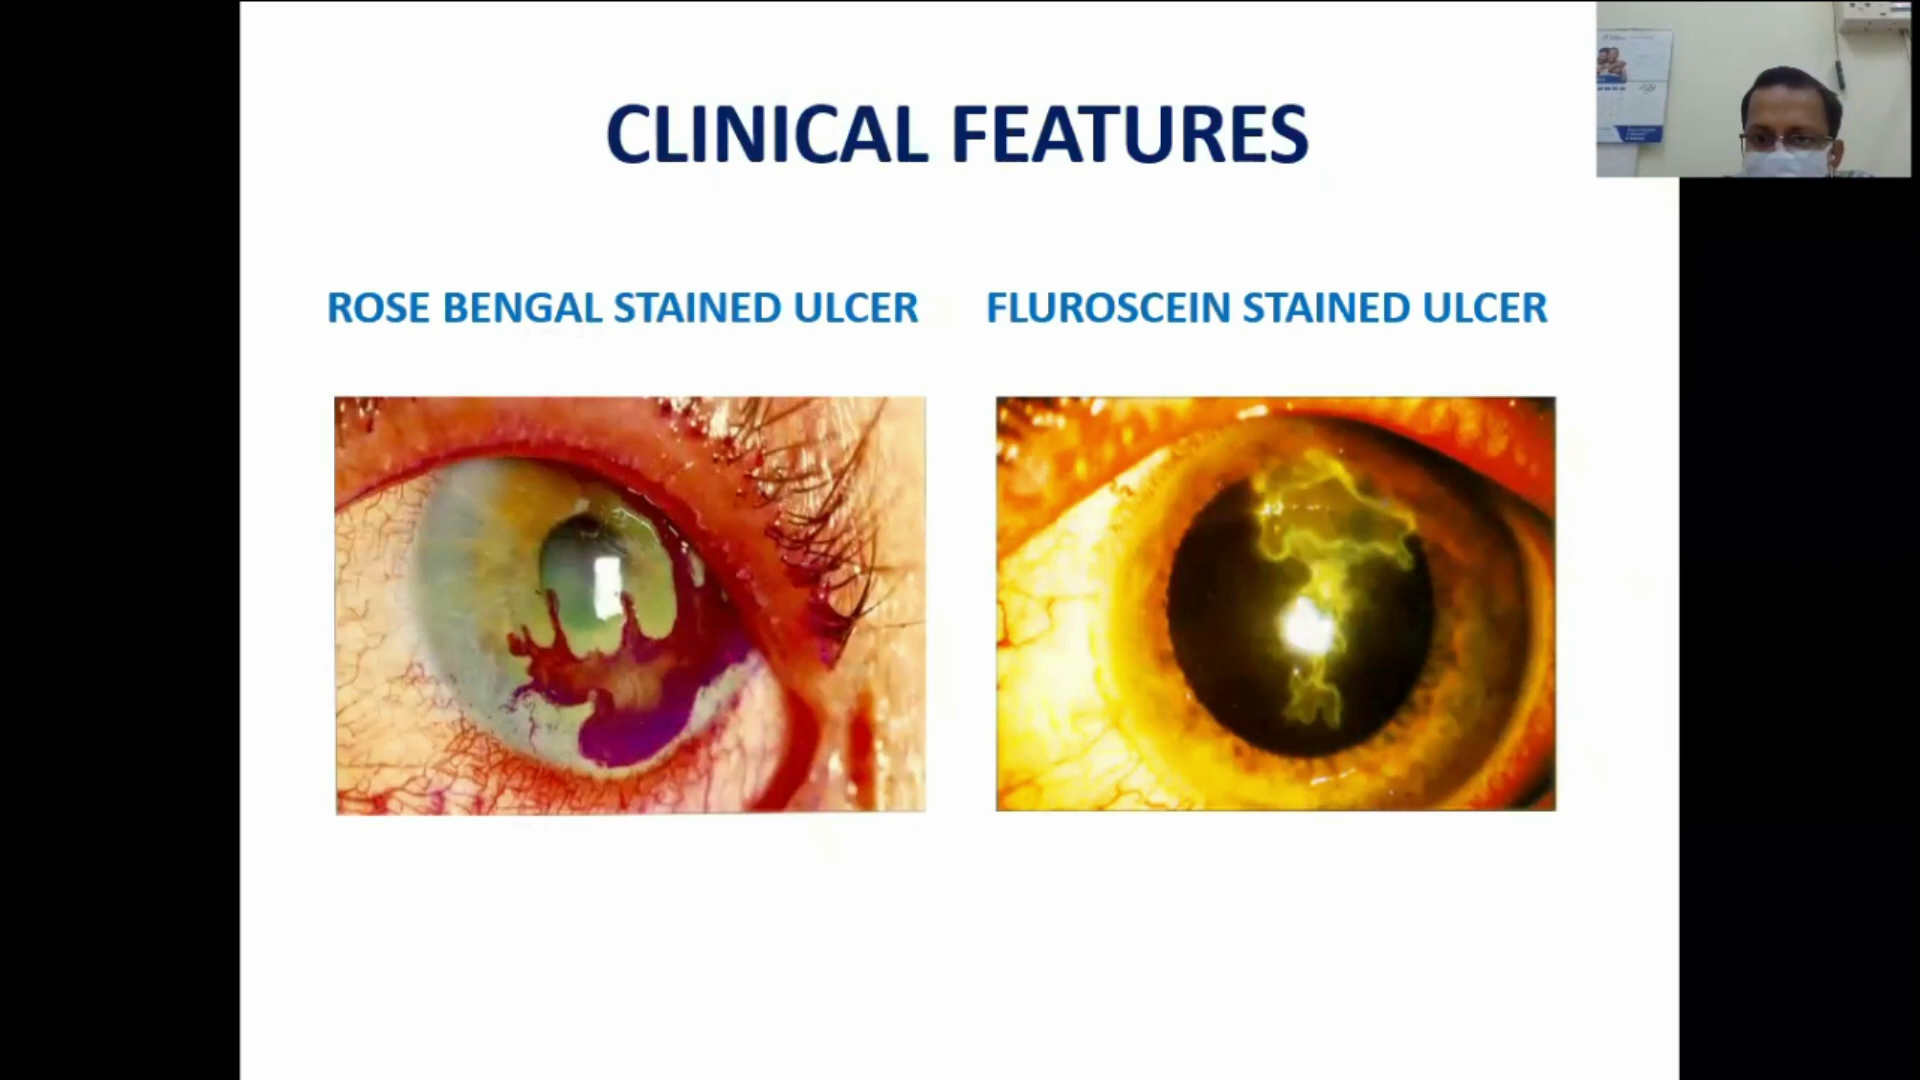 CLINICAL FEATURES
ROSE BENGAL STAINED ULCER
FLUROSCEIN STAINED ULCER